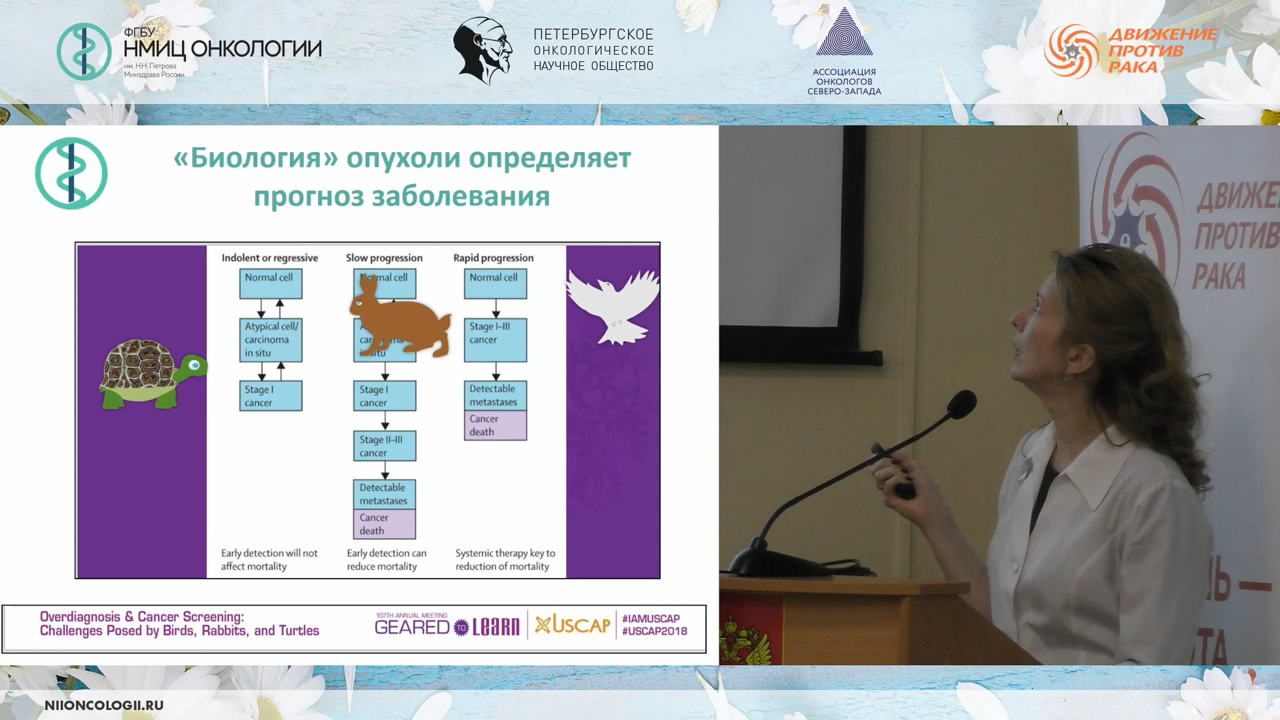 ФГБУ
НМИЦ ОНКОЛОГИИ
им. Н.Н. Петрова
Минздрава России
ПЕТЕРБУРГСКОЕ
ОНКОЛОГИЧЕСКОЕ
НАУЧНОЕ ОБЩЕСТВО
АССОЦИАЦИЯ
ОНКОЛОГОВ
СЕВЕРО-ЗАПАДА
ДВИЖЕНИЕ
ПРОТИВ
РАКА
«Биология» опухоли определяет
прогноз заболевания
Indolent or regressive
Normal cell
Atypical cell/
carcinoma
in situ
Stage I
cancer
Early detection will not
affect mortality
Slow progression
Normal cell
Stage I
cancer
Stage II–III
cancer
Detectable
metastases
Cancer
death
Early detection can
reduce mortality
Rapid progression
Normal cell
Stage I–III
cancer
Detectable
metastases
Cancer
death
Systemic therapy key to
reduction of mortality
Overdiagnosis & Cancer Screening:
Challenges Posed by Birds, Rabbits, and Turtles
107TH ANNUAL MEETING
GEARED TO LEARN
USCAP
#IAMUSCAP
#USCAP2018
ДВИЖЕ
ПРОТИВ
РАКА
NIIONCOLOGII.RU